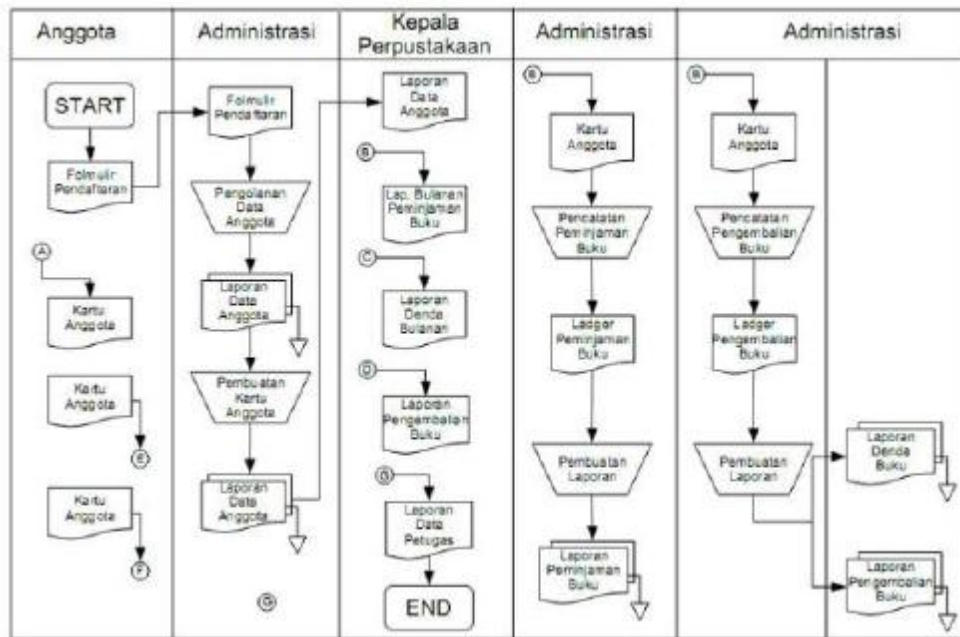 Anggota
Administrasi
Kepala
Perpustakaan
Administrasi
Administrasi
START
Folmulir
Pendaftaran
A
Kartu
Anggota
Kartu
Anggota
E
Kartu
Anggota
F
Folmulir
Pendaftaran
Pengolanan
Data
Anggota
Laporan
Data
Anggota
Pembuatan
Kartu
Anggota
Laporan
Data
Anggota
Laporan
Data
Anggota
Lap. Bulanan
Peminjaman
Buku
C
Laporan
Denda
Bulanan
D
Laporan
Pengembalian
Buku
Laporan
Data
Petugas
END
Kartu
Anggota
Pencatatan
Peminjaman
Buku
Ledger
Peminjaman
Buku
Pembuatan
Laporan
Laporan
Peminjaman
Buku
Kartu
Anggota
Pencatatan
Pengembalian
Buku
Ledger
Pengembalian
Buku
Pembuatan
Laporan
Laporan
Denda
Buku
Laporan
Pengembalian
Buku